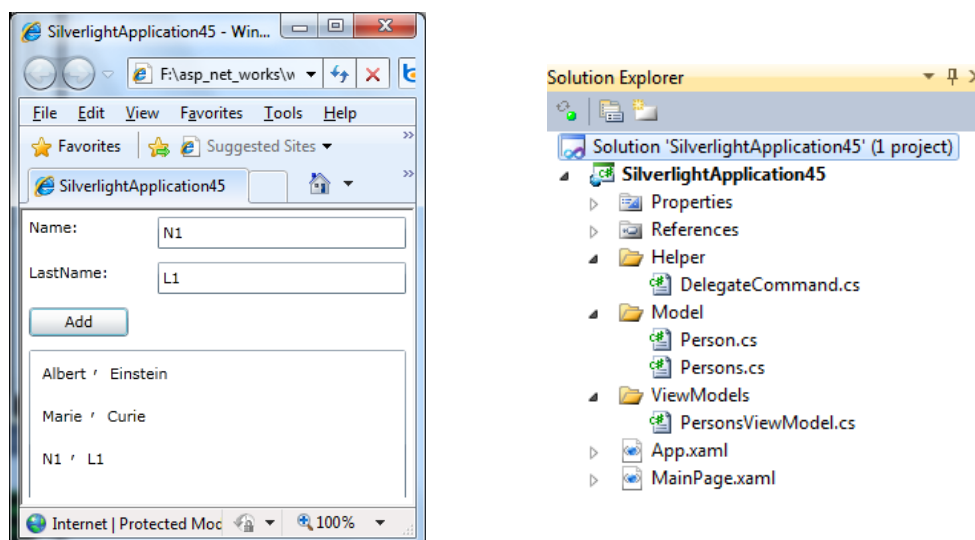 SilverlightApplication45 - Win...
F:\asp_net_works\w
File Edit View Favorites Tools Help
Favorites Suggested Sites
SilverlightApplication45
Name: N1
LastName: L1
Add
Albert , Einstein
Marie , Curie
N1 , L1
Internet | Protected Moc 100%
Solution Explorer
Solution 'SilverlightApplication45' (1 project)
SilverlightApplication45
Properties
References
Helper
DelegateCommand.cs
Model
Person.cs
Persons.cs
ViewModels
PersonsViewModel.cs
App.xaml
MainPage.xaml